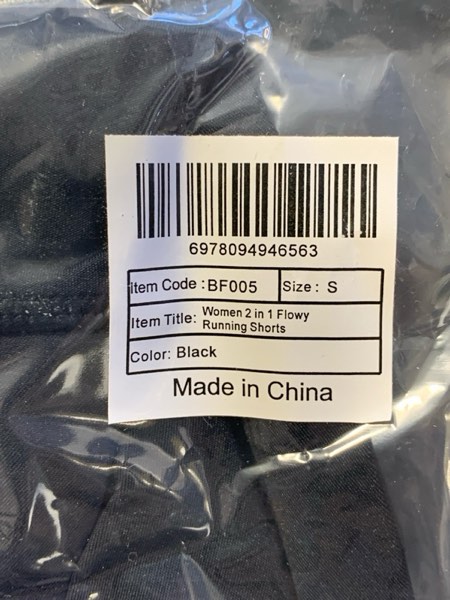 6978094946563
Item Code : BF005 Size : S
Item Title: Women 2 in 1 Flowy
Running Shorts
Color: Black
Made in China